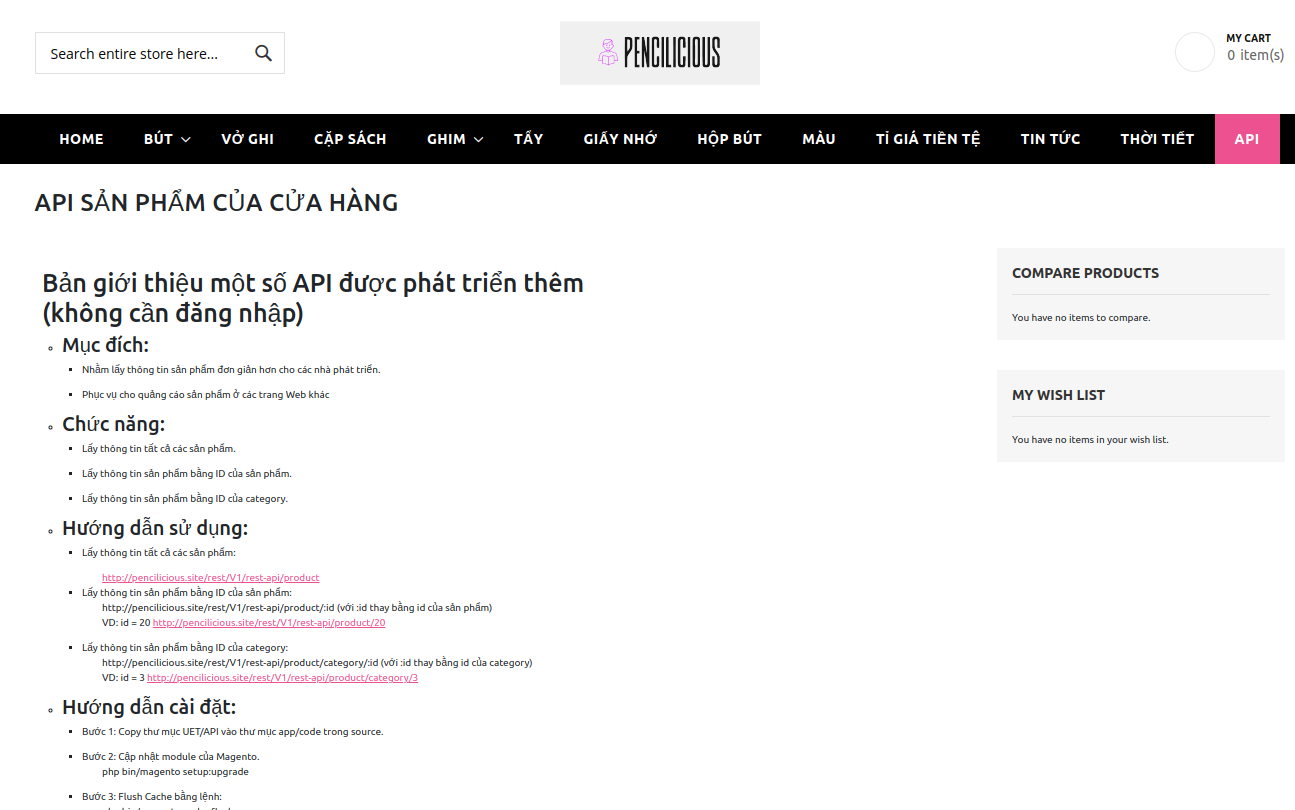 Search entire store here...
PENCILICIOUS
MY CART
0 item(s)
HOME BÚT VỞ GHI CẶP SÁCH GHIM TẨY GIẤY NHỚ HỘP BÚT MÀU TỈ GIÁ TIỀN TỆ TIN TỨC THỜI TIẾT API
API SẢN PHẨM CỦA CỬA HÀNG
Bản giới thiệu một số API được phát triển thêm
(không cần đăng nhập)
Mục đích:
Nhằm lấy thông tin sản phẩm đơn giản hơn cho các nhà phát triển.
Phục vụ cho quảng cáo sản phẩm ở các trang Web khác
Chức năng:
Lấy thông tin tất cả các sản phẩm.
Lấy thông tin sản phẩm bằng ID của sản phẩm.
Lấy thông tin sản phẩm bằng ID của category.
Hướng dẫn sử dụng:
Lấy thông tin tất cả các sản phẩm:
http://pencilicious.site/rest/V1/rest-api/product
Lấy thông tin sản phẩm bằng ID của sản phẩm:
http://pencilicious.site/rest/V1/rest-api/product/:id (với :id thay bằng id của sản phẩm)
VD: id = 20 http://pencilicious.site/rest/V1/rest-api/product/20
Lấy thông tin sản phẩm bằng ID của category:
http://pencilicious.site/rest/V1/rest-api/product/category/:id (với :id thay bằng id của category)
VD: id = 3 http://pencilicious.site/rest/V1/rest-api/product/category/3
Hướng dẫn cài đặt:
Bước 1: Copy thư mục UET/API vào thư mục app/code trong source.
Bước 2: Cập nhật module của Magento.
php bin/magento setup:upgrade
Bước 3: Flush Cache bằng lệnh:
COMPARE PRODUCTS
You have no items to compare.
MY WISH LIST
You have no items in your wish list.